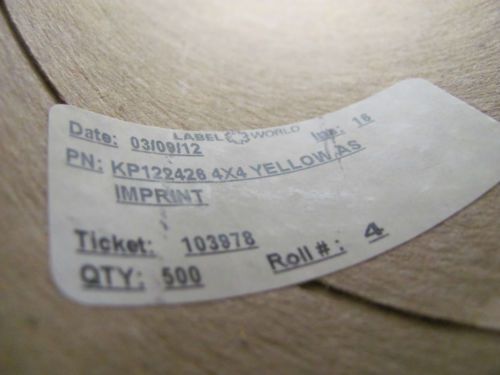 LABEL WORLD
Date: 03/09/12 Inn: 16
PN: KP122426 4X4 YELLOW AS
IMPRINT
Ticket: 103978
QTY: 500 Roll #: 4